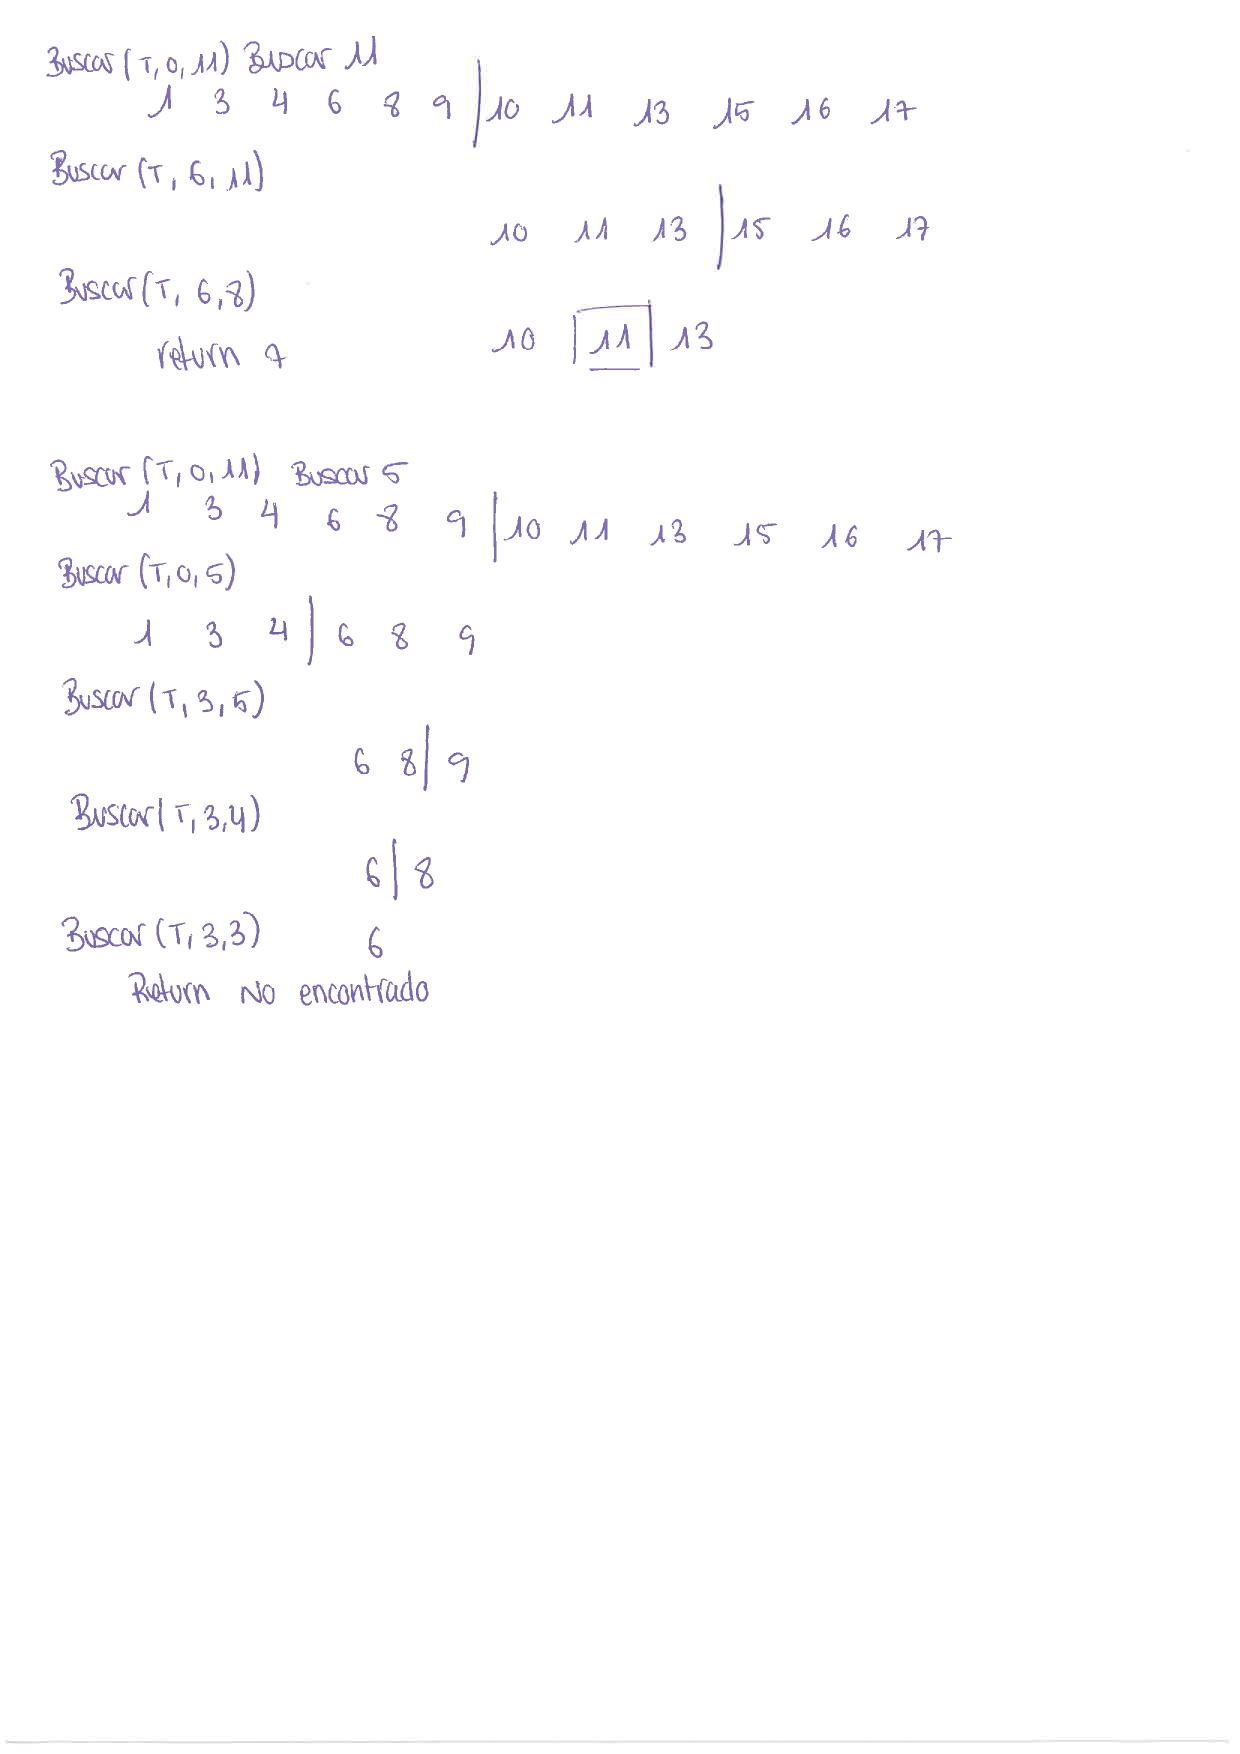 Buscar (T, 0, 11) Buscar 11
1 3 4 6 8 9 | 10 11 13 15 16 17
Buscar (T, 6, 11)
10 11 13 | 15 16 17
Buscar (T, 6, 8)
10 | 11 | 13
return 7
Buscar (T, 0, 11) Buscar 5
1 3 4 6 8 9 | 10 11 13 15 16 17
Buscar (T, 0, 5)
1 3 4 | 6 8 9
Buscar (T, 3, 5)
6 8 | 9
Buscar (T, 3, 4)
6 | 8
Buscar (T, 3, 3) 6
Return No encontrado